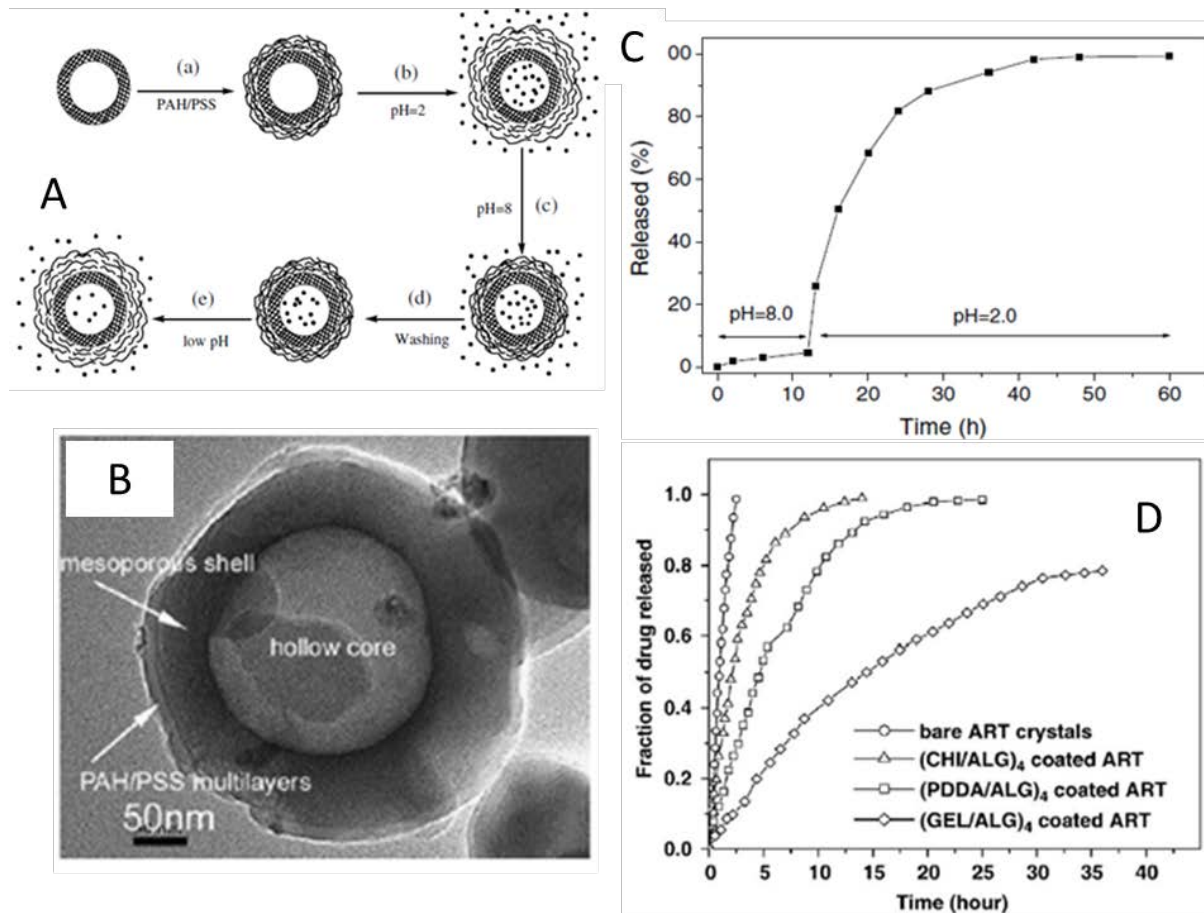 A
(a)
PAH/PSS
(b)
pH=2
pH=8
(c)
(d)
Washing
(e)
low pH
B
mesoporous shell
hollow core
PAH/PSS multilayers
50nm
C
00
80
60
40
20
0
Released (%)
pH=8.0
pH=2.0
0 10 20 30 40 50 60
Time (h)
D
1.0
0.8
0.6
0.4
0.2
0.0
Fraction of drug released
bare ART crystals
(CHI/ALG)4 coated ART
(PDDA/ALG)4 coated ART
(GEL/ALG)4 coated ART
0 5 10 15 20 25 30 35 40
Time (hour)